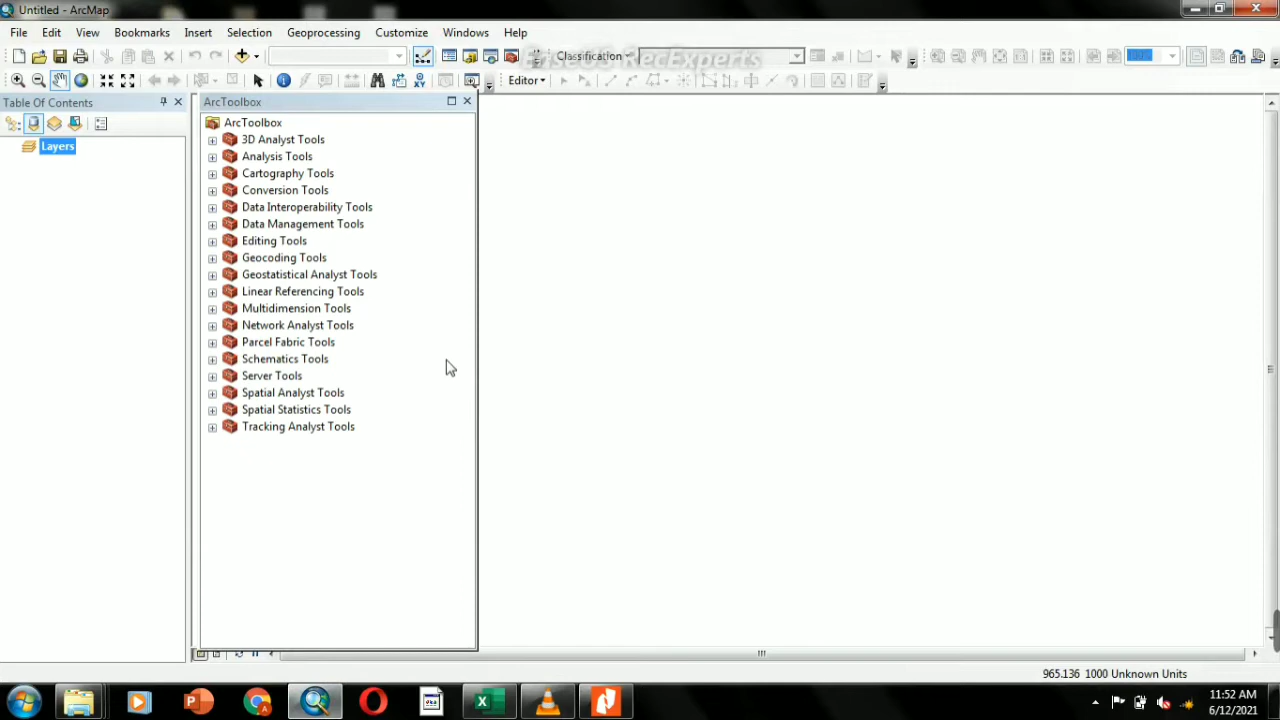 Untitled - ArcMap
File Edit View Bookmarks Insert Selection Geoprocessing Customize Windows Help
Classification
RecExperts
Editor
Table Of Contents
ArcToolbox
Layers
ArcToolbox
3D Analyst Tools
Analysis Tools
Cartography Tools
Conversion Tools
Data Interoperability Tools
Data Management Tools
Editing Tools
Geocoding Tools
Geostatistical Analyst Tools
Linear Referencing Tools
Multidimension Tools
Network Analyst Tools
Parcel Fabric Tools
Schematics Tools
Server Tools
Spatial Analyst Tools
Spatial Statistics Tools
Tracking Analyst Tools
965.136 1000 Unknown Units
11:52 AM
6/12/2021